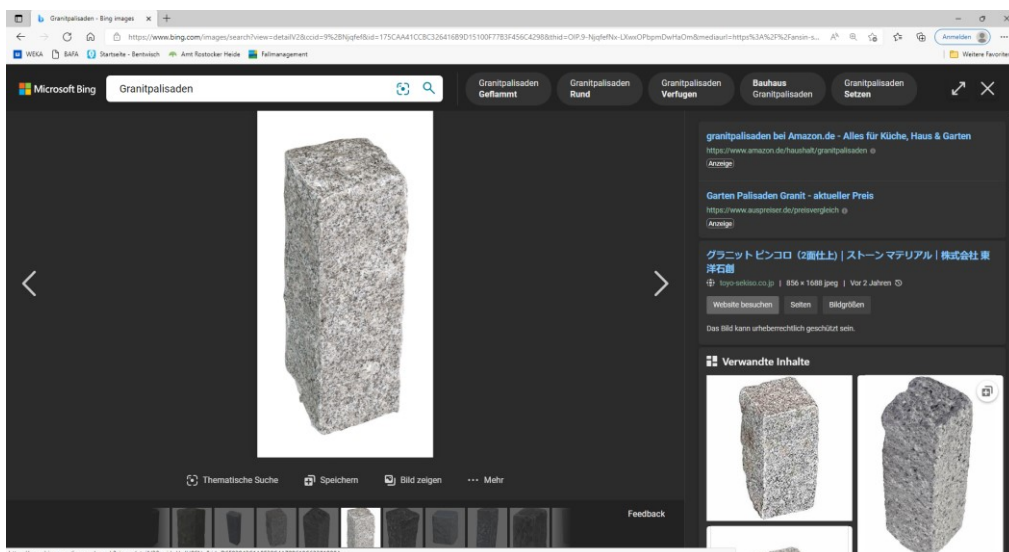 Granitpalisaden - Bing images
https://www.bing.com/images/search?view=detailV2&ccid=9%2BNjqfef&id=175CAA41CCBC326416B9D15100F77B3F456C4298&thid=OIP.9-NjqfefNx-LXwxOPbpmDwHaOm&mediaurl=https%3A%2F%2Fansin-s...
Anmelden
WEKA
BAFA
Startseite - Bentwisch
Amt Rostocker Heide
Fallmanagement
Weitere Favoriten
Microsoft Bing
Granitpalisaden
Granitpalisaden
Geflammt
Granitpalisaden
Rund
Granitpalisaden
Verfugen
Bauhaus
Granitpalisaden
Granitpalisaden
Setzen
granitpalisaden bei Amazon.de - Alles für Küche, Haus & Garten
https://www.amazon.de/haushalt/granitpalisaden
Anzeige
Garten Palisaden Granit - aktueller Preis
https://www.auspreiser.de/preisvergleich
Anzeige
グラニット ピンコロ（2面仕上）| ストーン マテリアル | 株式会社 東
洋石創
toyo-sekiso.co.jp | 856 × 1688 jpeg | Vor 2 Jahren
Website besuchen
Seiten
Bildgrößen
Das Bild kann urheberrechtlich geschützt sein.
Verwandte Inhalte
Thematische Suche
Speichern
Bild zeigen
Mehr
Feedback